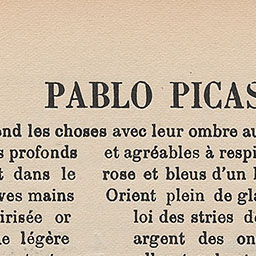 PABLO PICAS
ond les choses avec leur ombre au
s profonds et agréables à respi
t dans le rose et bleus d'un l
ves mains Orient plein de gla
irisée or loi des stries d
e légère argent des on